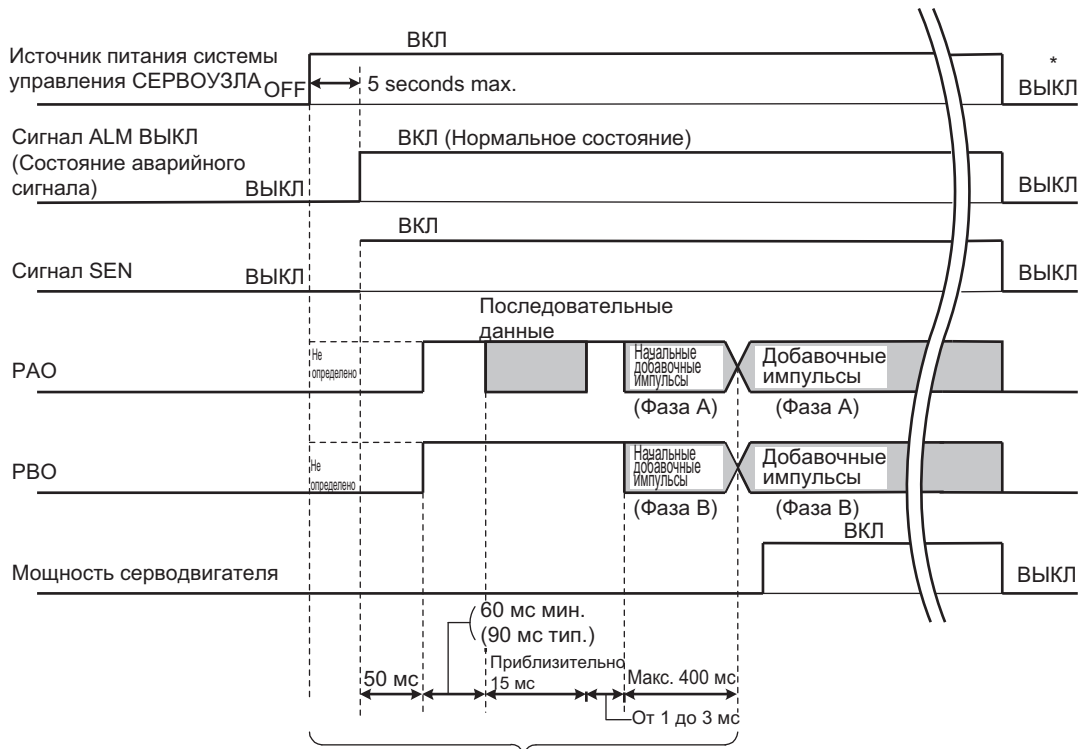 ВКЛ
Источник питания системы
управления СЕРВОУЗЛА
OFF
5 seconds max.
*
ВЫКЛ
Сигнал ALM ВЫКЛ
(Состояние аварийного
сигнала)
ВЫКЛ
ВКЛ (Нормальное состояние)
ВЫКЛ
ВКЛ
Сигнал SEN
ВЫКЛ
ВЫКЛ
Последовательные
данные
PAO
Не
определено
Начальные
добавочные
импульсы
Добавочные
импульсы
(Фаза A)
(Фаза A)
PBO
Не
определено
Начальные
добавочные
импульсы
Добавочные
импульсы
(Фаза B)
(Фаза B)
ВКЛ
Мощность серводвигателя
ВЫКЛ
60 мс мин.
(90 мс тип.)
Приблизительно
50 мс
15 мс
Макс. 400 мс
От 1 до 3 мс